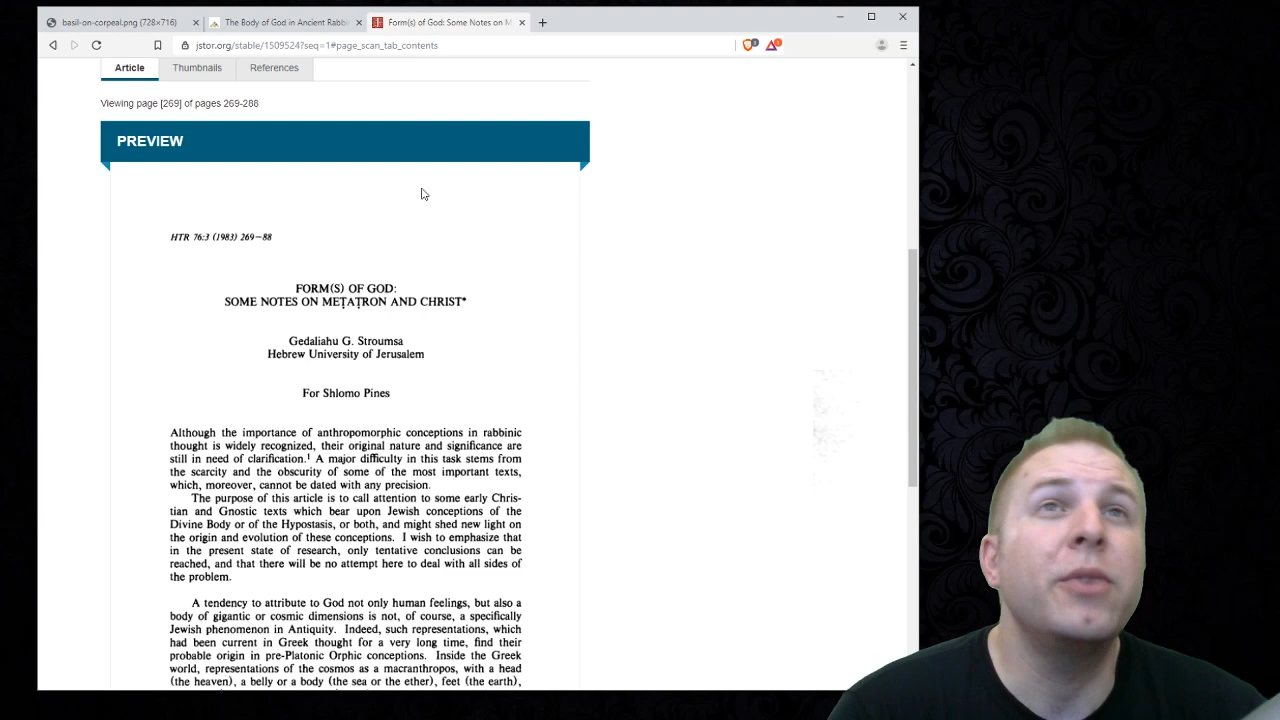 basil-on-corpeal.png (728×716)
The Body of God in Ancient Rabbi
Form(s) of God: Some Notes on M
jstor.org/stable/1509524?seq=1#page_scan_tab_contents
Article Thumbnails References
Viewing page [269] of pages 269-288
PREVIEW
HTR 76:3 (1983) 269–88
FORM(S) OF GOD:
SOME NOTES ON MEṬAṬRON AND CHRIST*
Gedaliahu G. Stroumsa
Hebrew University of Jerusalem
For Shlomo Pines
Although the importance of anthropomorphic conceptions in rabbinic
thought is widely recognized, their original nature and significance are
still in need of clarification.¹ A major difficulty in this task stems from
the scarcity and the obscurity of some of the most important texts,
which, moreover, cannot be dated with any precision.
The purpose of this article is to call attention to some early Chris-
tian and Gnostic texts which bear upon Jewish conceptions of the
Divine Body or of the Hypostasis, or both, and might shed new light on
the origin and evolution of these conceptions. I wish to emphasize that
in the present state of research, only tentative conclusions can be
reached, and that there will be no attempt here to deal with all sides of
the problem.
A tendency to attribute to God not only human feelings, but also a
body of gigantic or cosmic dimensions is not, of course, a specifically
Jewish phenomenon in Antiquity. Indeed, such representations, which
had been current in Greek thought for a very long time, find their
probable origin in pre-Platonic Orphic conceptions. Inside the Greek
world, representations of the cosmos as a macranthropos, with a head
(the heaven), a belly or a body (the sea or the ether), feet (the earth),